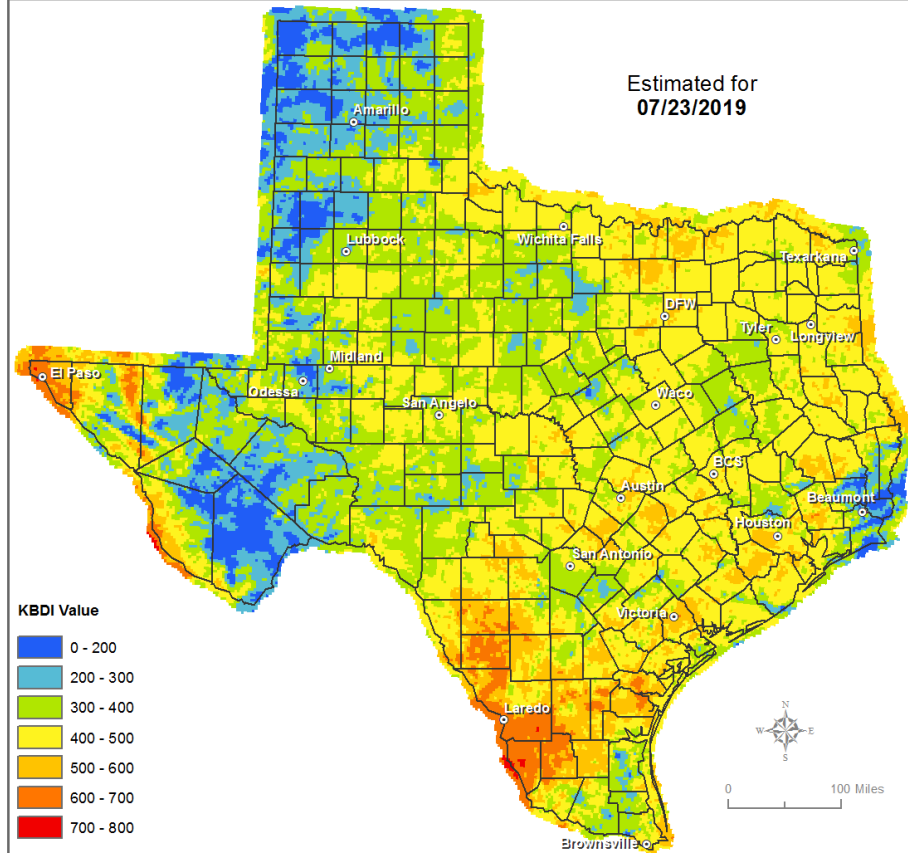 Estimated for
07/23/2019
Amarillo
Lubbock
Wichita Falls
Texarkana
DFW
Tyler
Longview
Midland
El Paso
Odessa
Waco
San Angelo
BCS
Austin
Beaumont
Houston
San Antonio
Victoria
Laredo
Brownsville
KBDI Value
0 - 200
200 - 300
300 - 400
400 - 500
500 - 600
600 - 700
700 - 800
N
W E
S
0 100 Miles